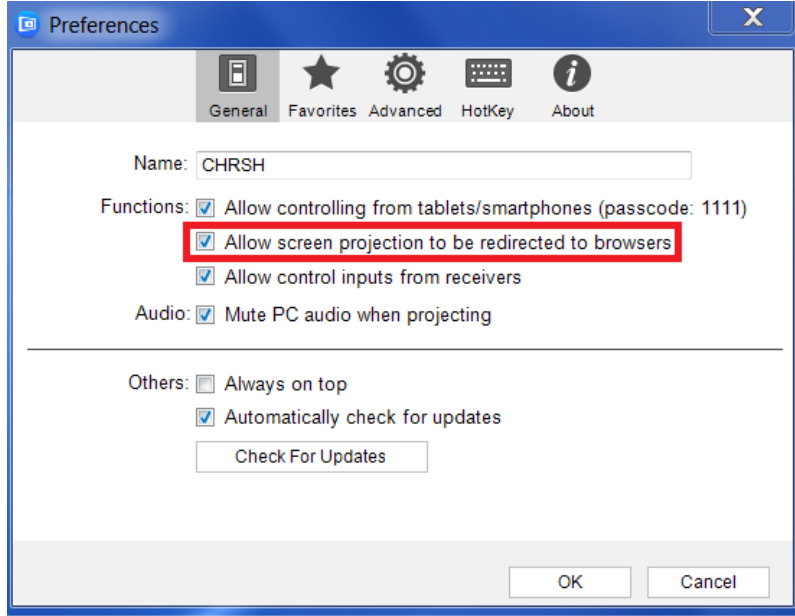 Preferences
X
General Favorites Advanced HotKey About
Name: CHRSH
Functions: Allow controlling from tablets/smartphones (passcode: 1111)
Allow screen projection to be redirected to browsers
Allow control inputs from receivers
Audio: Mute PC audio when projecting
Others: Always on top
Automatically check for updates
Check For Updates
OK Cancel